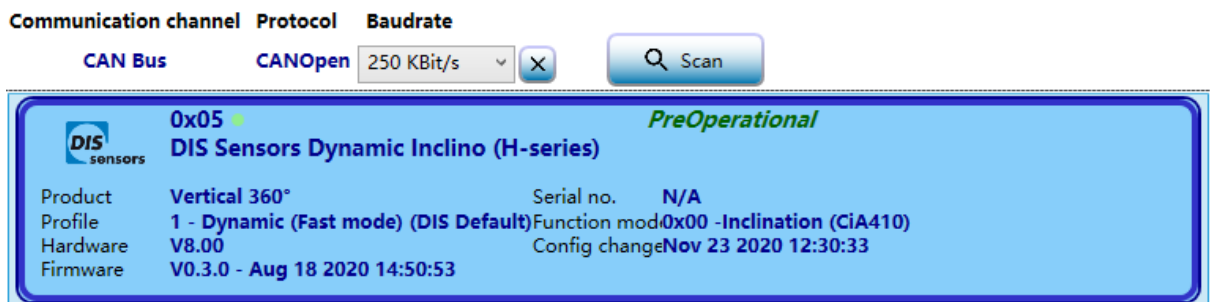 Communication channel Protocol Baudrate
CAN Bus CANOpen 250 KBit/s Scan
0x05 PreOperational
DIS sensors
DIS Sensors Dynamic Inclino (H-series)
Product Vertical 360° Serial no. N/A
Profile 1 - Dynamic (Fast mode) (DIS Default) Function mod 0x00 -Inclination (CiA410)
Hardware V8.00 Config change Nov 23 2020 12:30:33
Firmware V0.3.0 - Aug 18 2020 14:50:53